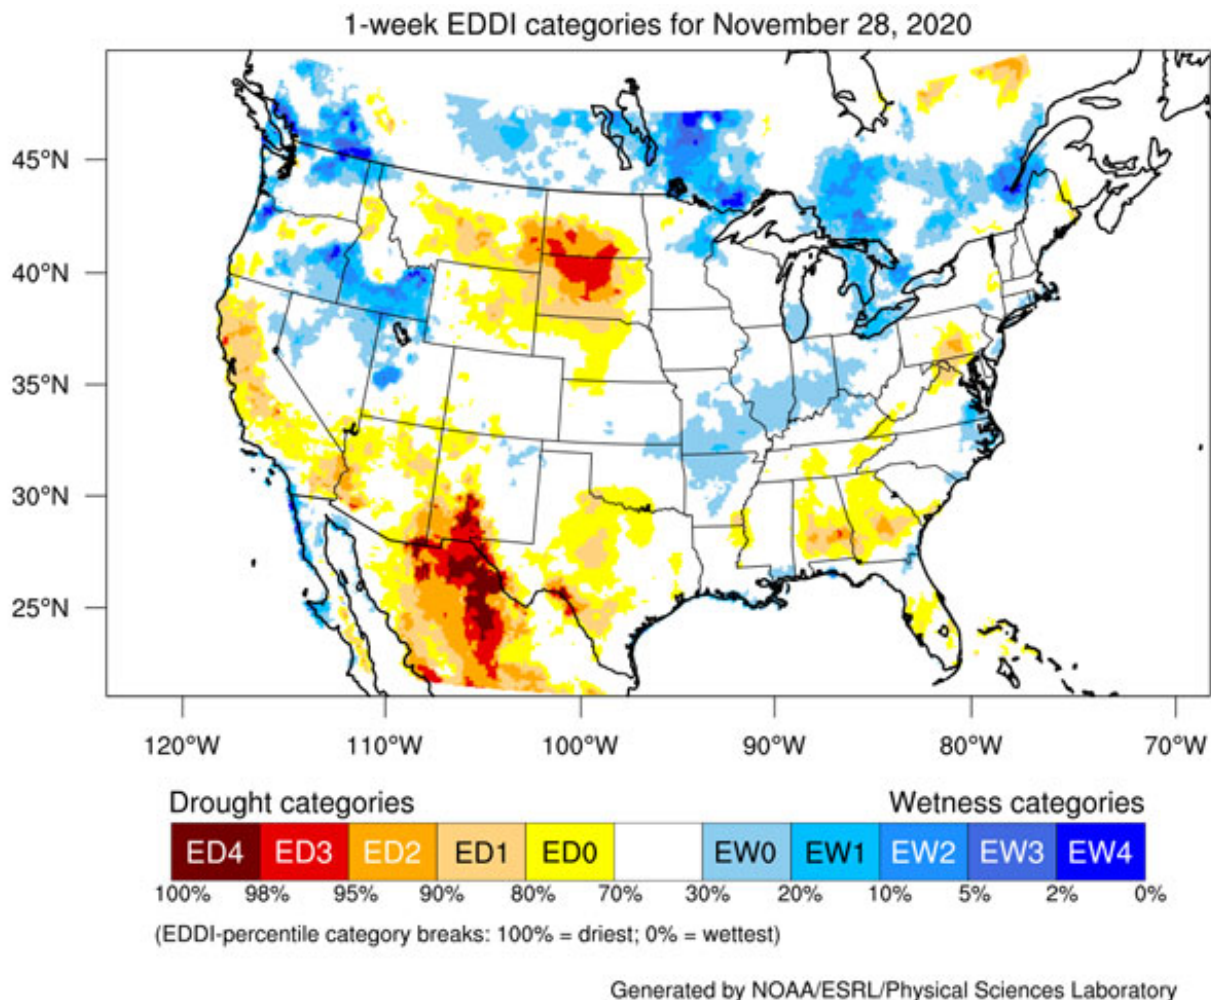 1-week EDDI categories for November 28, 2020
45°N
40°N
35°N
30°N
25°N
120°W 110°W 100°W 90°W 80°W 70°W
Drought categories Wetness categories
ED4 ED3 ED2 ED1 ED0 EW0 EW1 EW2 EW3 EW4
100% 98% 95% 90% 80% 70% 30% 20% 10% 5% 2% 0%
(EDDI-percentile category breaks: 100% = driest; 0% = wettest)
Generated by NOAA/ESRL/Physical Sciences Laboratory